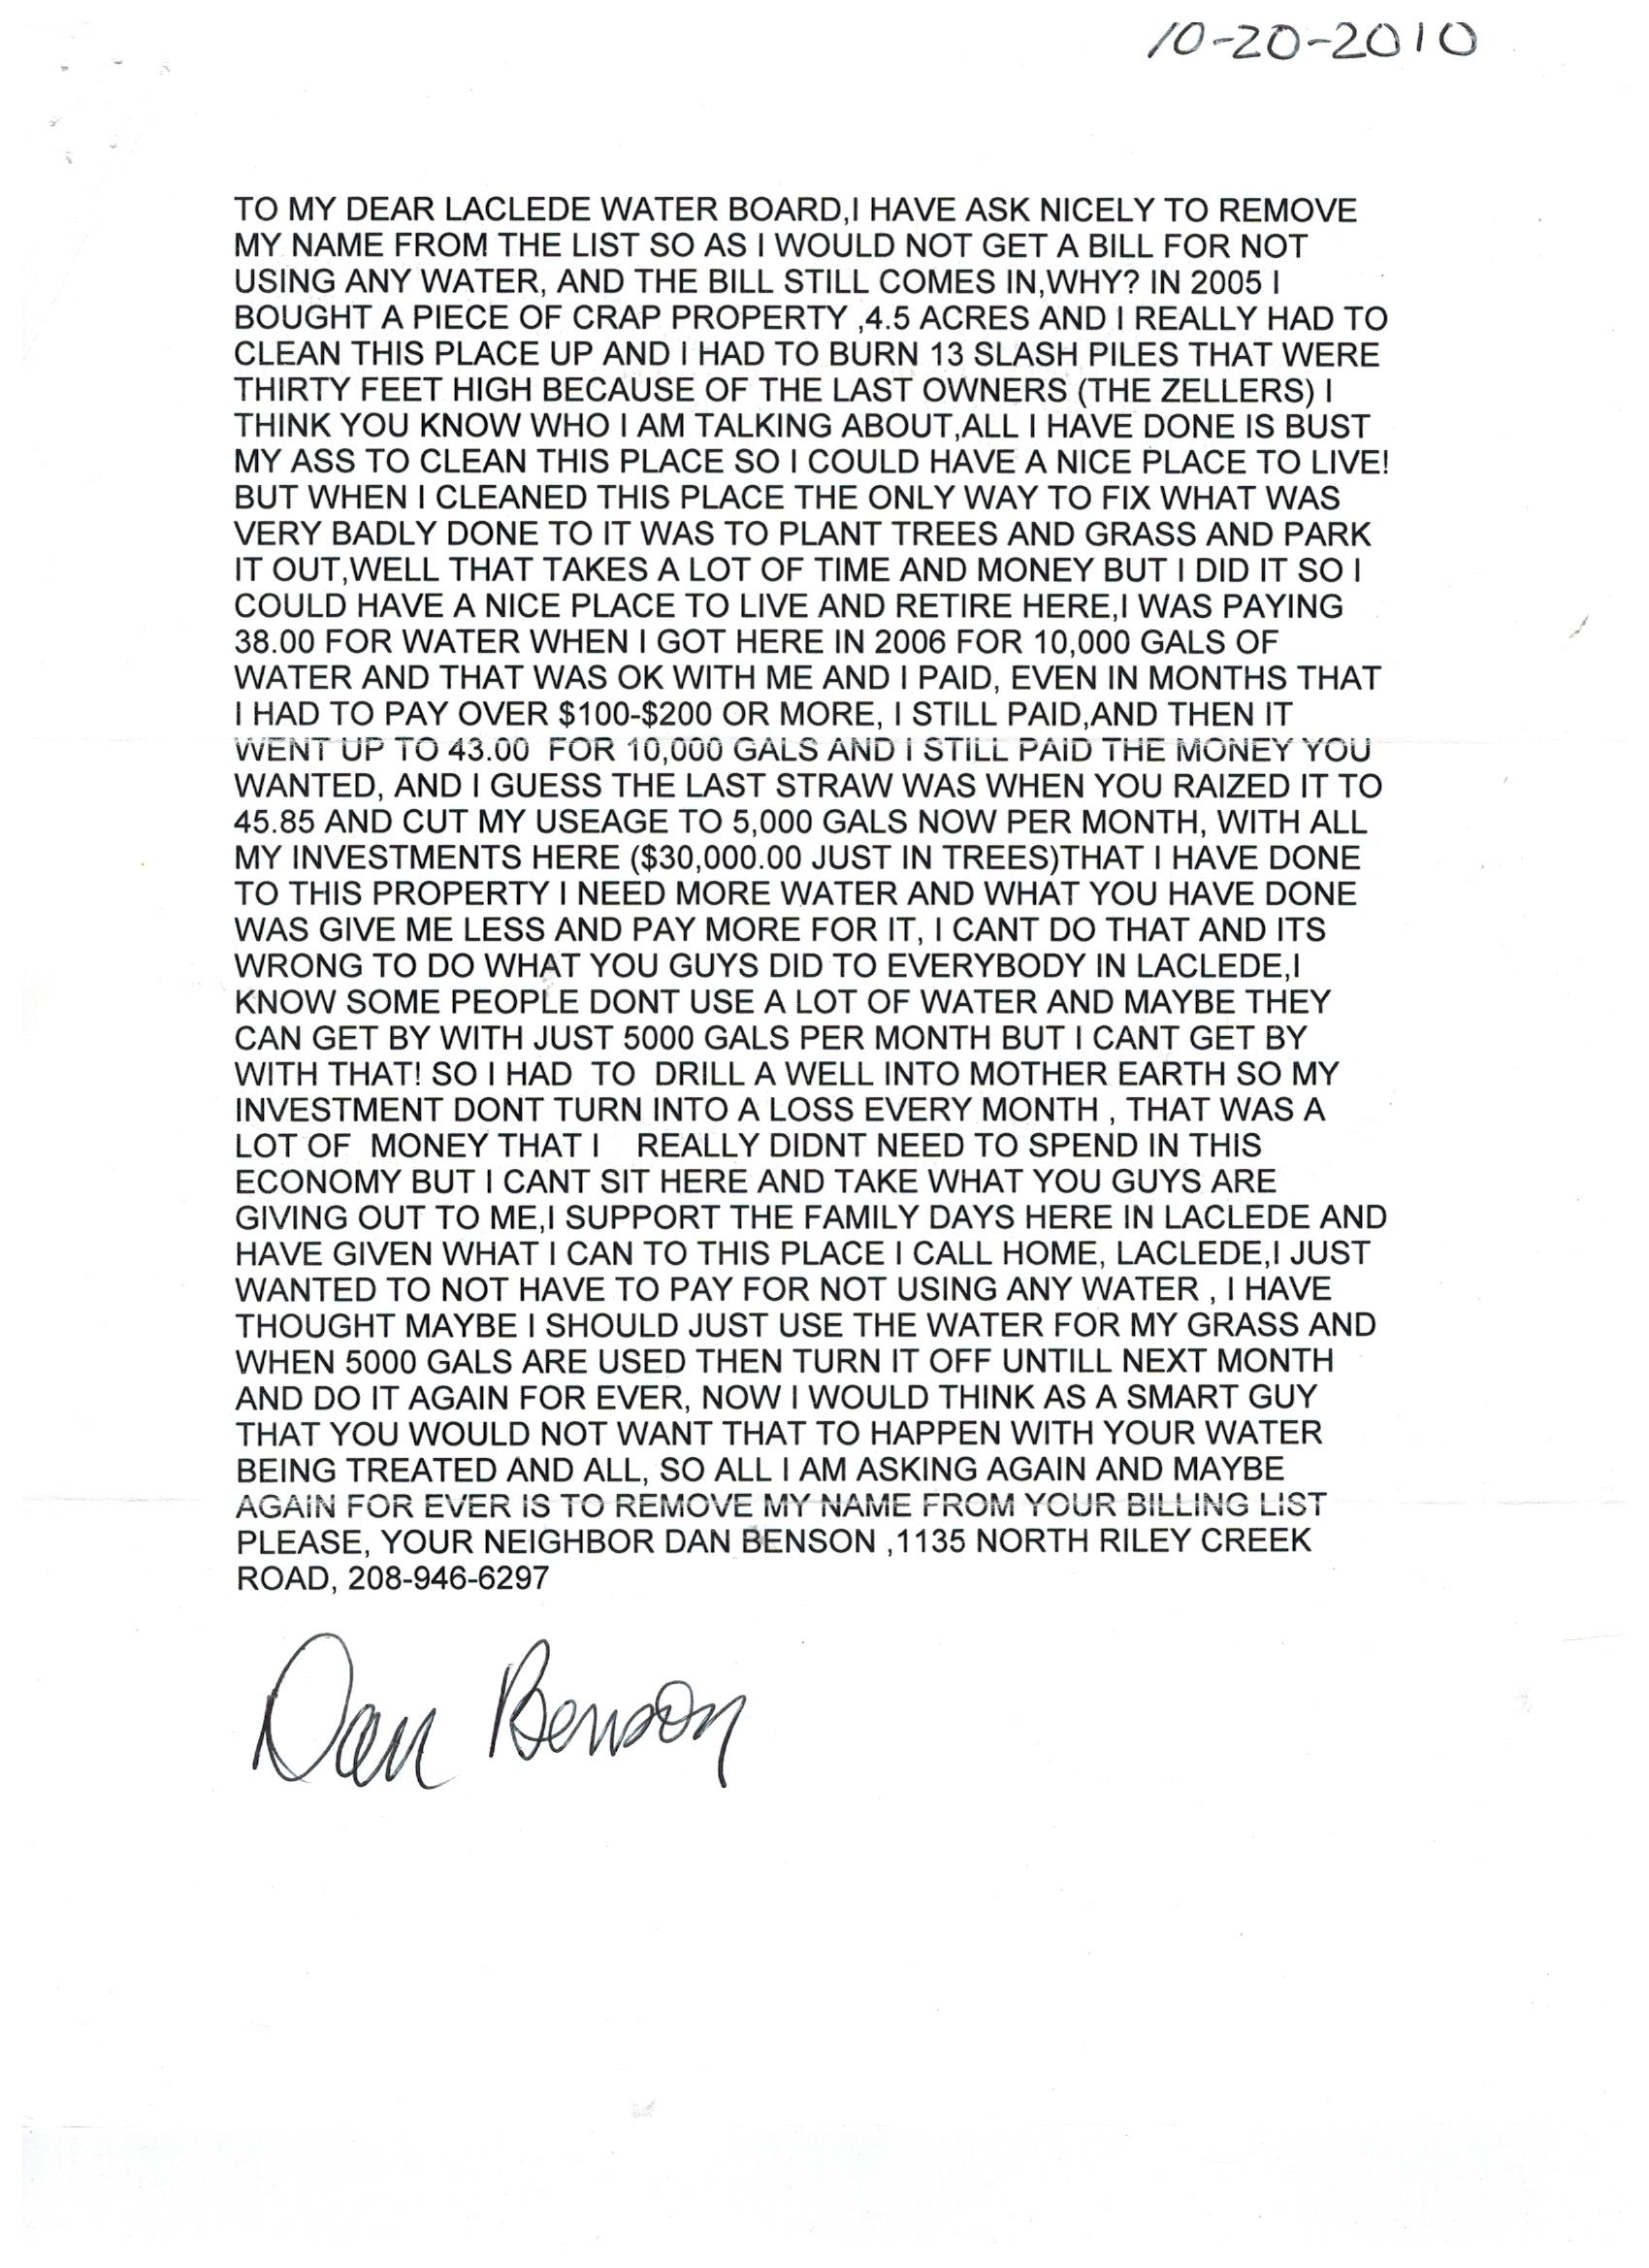 10-20-2010
TO MY DEAR LACLEDE WATER BOARD,I HAVE ASK NICELY TO REMOVE
MY NAME FROM THE LIST SO AS I WOULD NOT GET A BILL FOR NOT
USING ANY WATER, AND THE BILL STILL COMES IN,WHY? IN 2005 I
BOUGHT A PIECE OF CRAP PROPERTY ,4.5 ACRES AND I REALLY HAD TO
CLEAN THIS PLACE UP AND I HAD TO BURN 13 SLASH PILES THAT WERE
THIRTY FEET HIGH BECAUSE OF THE LAST OWNERS (THE ZELLERS) I
THINK YOU KNOW WHO I AM TALKING ABOUT,ALL I HAVE DONE IS BUST
MY ASS TO CLEAN THIS PLACE SO I COULD HAVE A NICE PLACE TO LIVE!
BUT WHEN I CLEANED THIS PLACE THE ONLY WAY TO FIX WHAT WAS
VERY BADLY DONE TO IT WAS TO PLANT TREES AND GRASS AND PARK
IT OUT,WELL THAT TAKES A LOT OF TIME AND MONEY BUT I DID IT SO I
COULD HAVE A NICE PLACE TO LIVE AND RETIRE HERE,I WAS PAYING
38.00 FOR WATER WHEN I GOT HERE IN 2006 FOR 10,000 GALS OF
WATER AND THAT WAS OK WITH ME AND I PAID, EVEN IN MONTHS THAT
I HAD TO PAY OVER $100-$200 OR MORE, I STILL PAID,AND THEN IT
WENT UP TO 43.00  FOR 10,000 GALS AND I STILL PAID THE MONEY YOU
WANTED, AND I GUESS THE LAST STRAW WAS WHEN YOU RAIZED IT TO
45.85 AND CUT MY USEAGE TO 5,000 GALS NOW PER MONTH, WITH ALL
MY INVESTMENTS HERE ($30,000.00 JUST IN TREES)THAT I HAVE DONE
TO THIS PROPERTY I NEED MORE WATER AND WHAT YOU HAVE DONE
WAS GIVE ME LESS AND PAY MORE FOR IT, I CANT DO THAT AND ITS
WRONG TO DO WHAT YOU GUYS DID TO EVERYBODY IN LACLEDE,I
KNOW SOME PEOPLE DONT USE A LOT OF WATER AND MAYBE THEY
CAN GET BY WITH JUST 5000 GALS PER MONTH BUT I CANT GET BY
WITH THAT! SO I HAD  TO  DRILL A WELL INTO MOTHER EARTH SO MY
INVESTMENT DONT TURN INTO A LOSS EVERY MONTH , THAT WAS A
LOT OF  MONEY THAT I   REALLY DIDNT NEED TO SPEND IN THIS
ECONOMY BUT I CANT SIT HERE AND TAKE WHAT YOU GUYS ARE
GIVING OUT TO ME,I SUPPORT THE FAMILY DAYS HERE IN LACLEDE AND
HAVE GIVEN WHAT I CAN TO THIS PLACE I CALL HOME, LACLEDE,I JUST
WANTED TO NOT HAVE TO PAY FOR NOT USING ANY WATER , I HAVE
THOUGHT MAYBE I SHOULD JUST USE THE WATER FOR MY GRASS AND
WHEN 5000 GALS ARE USED THEN TURN IT OFF UNTILL NEXT MONTH
AND DO IT AGAIN FOR EVER, NOW I WOULD THINK AS A SMART GUY
THAT YOU WOULD NOT WANT THAT TO HAPPEN WITH YOUR WATER
BEING TREATED AND ALL, SO ALL I AM ASKING AGAIN AND MAYBE
AGAIN FOR EVER IS TO REMOVE MY NAME FROM YOUR BILLING LIST
PLEASE, YOUR NEIGHBOR DAN BENSON ,1135 NORTH RILEY CREEK
ROAD, 208-946-6297
Dan Benson